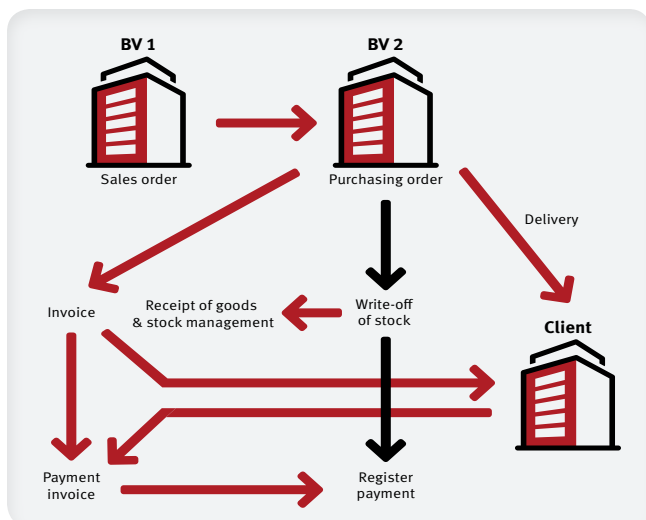 BV 1
BV 2
Sales order
Purchasing order
Delivery
Invoice
Receipt of goods
& stock management
Write-off
of stock
Client
Payment
invoice
Register
payment